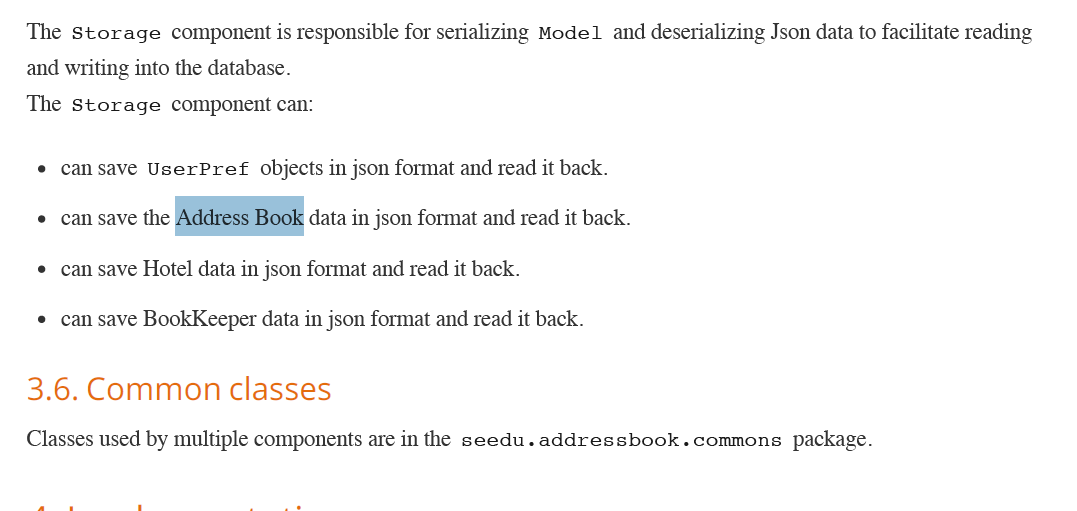 The Storage component is responsible for serializing Model and deserializing Json data to facilitate reading
and writing into the database.
The Storage component can:
• can save UserPref objects in json format and read it back.
• can save the Address Book data in json format and read it back.
• can save Hotel data in json format and read it back.
• can save BookKeeper data in json format and read it back.
3.6. Common classes
Classes used by multiple components are in the seedu.addressbook.commons package.